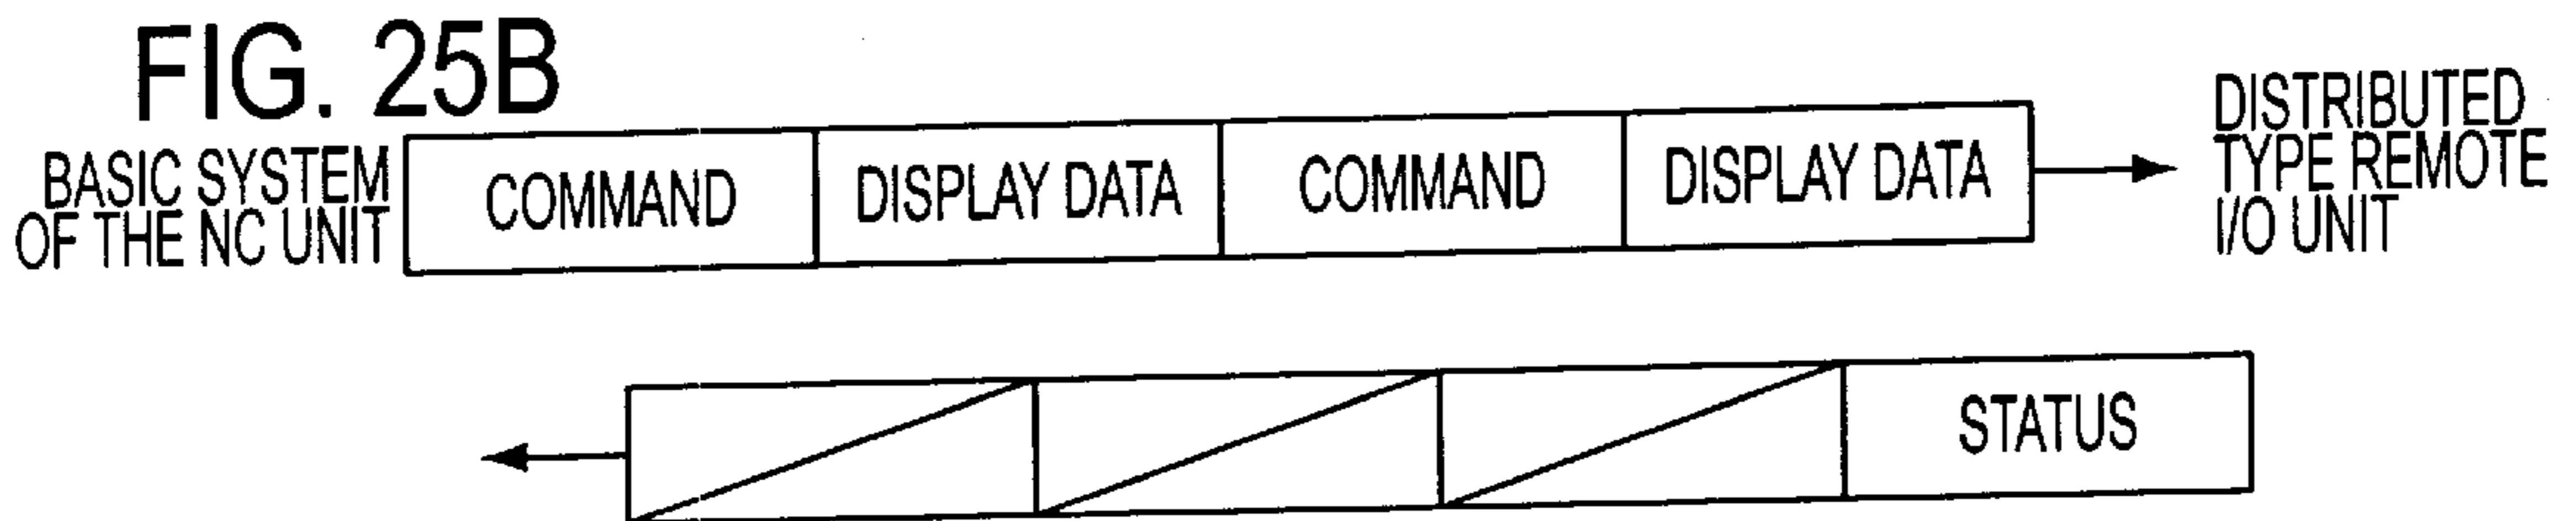 FIG. 25B
BASIC SYSTEM
OF THE NC UNIT
COMMAND
DISPLAY DATA
COMMAND
DISPLAY DATA
DISTRIBUTED
TYPE REMOTE
I/O UNIT
STATUS